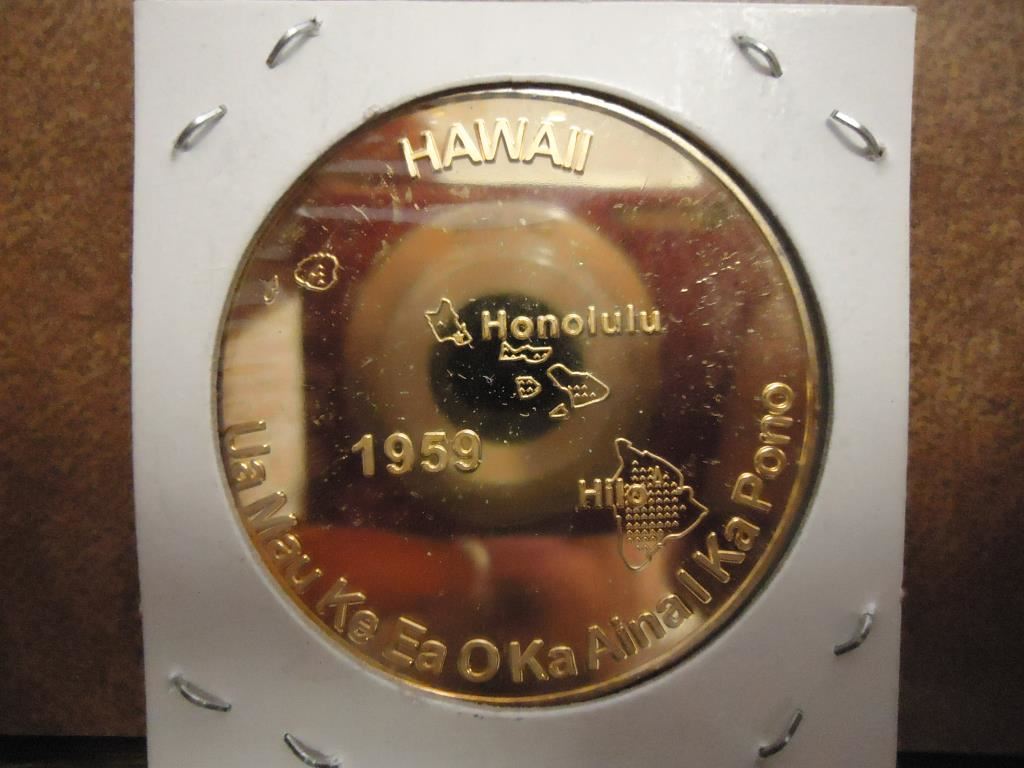 HAWAII
Honolulu
1959
Hilo
Ua Mau Ke Ea O Ka Aina I Ka Pono